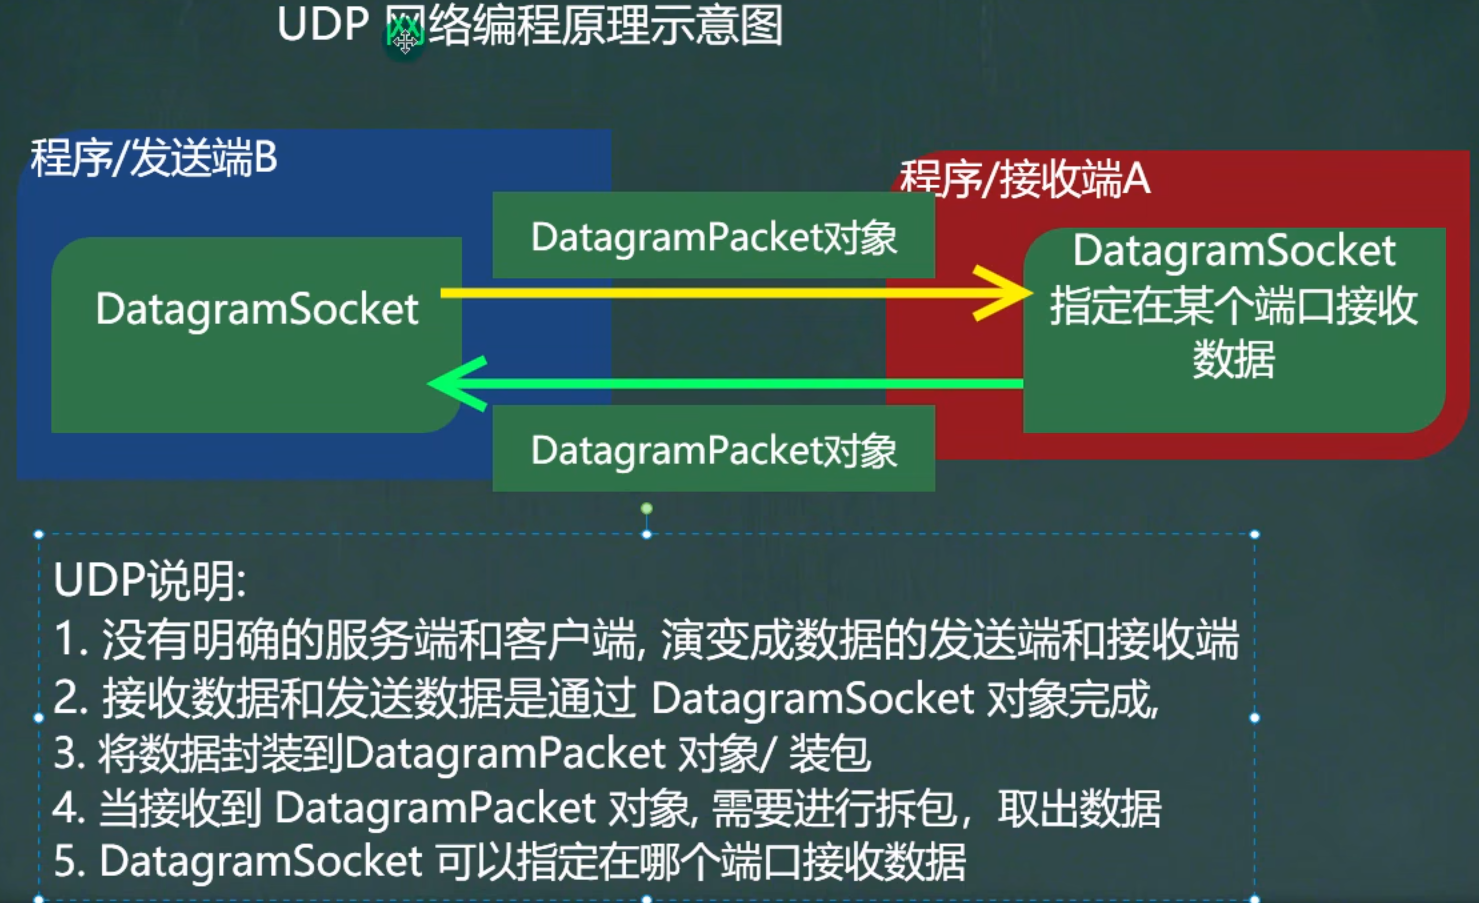 UDP 网络编程原理示意图
程序/发送端B
程序/接收端A
DatagramPacket对象
DatagramSocket
DatagramSocket
指定在某个端口接收
数据
DatagramPacket对象
UDP说明:
1. 没有明确的服务端和客户端, 演变成数据的发送端和接收端
2. 接收数据和发送数据是通过 DatagramSocket 对象完成,
3. 将数据封装到DatagramPacket 对象/ 装包
4. 当接收到 DatagramPacket 对象, 需要进行拆包，取出数据
5. DatagramSocket 可以指定在哪个端口接收数据